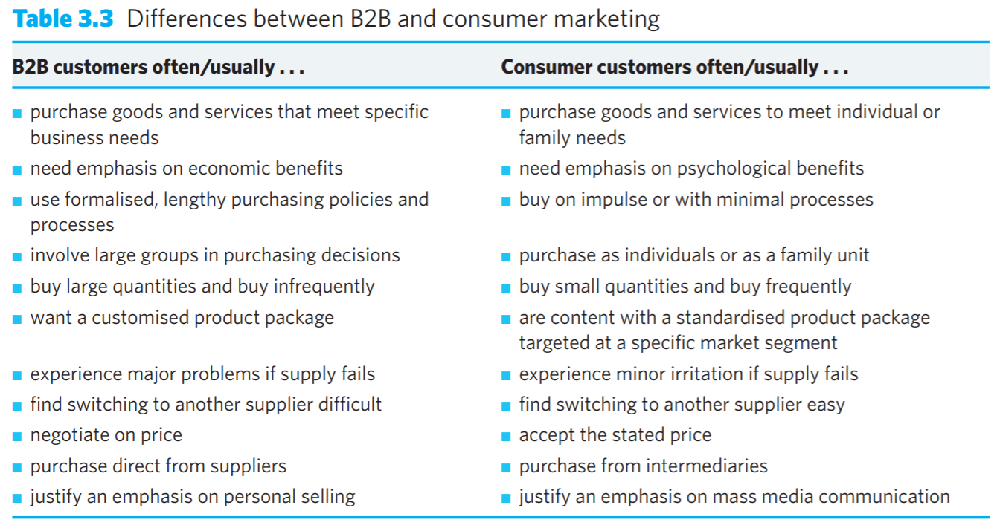 Table 3.3 Differences between B2B and consumer marketing
B2B customers often/usually . . .
Consumer customers often/usually . . .
■ purchase goods and services that meet specific
business needs
■ purchase goods and services to meet individual or
family needs
■ need emphasis on economic benefits
■ need emphasis on psychological benefits
■ use formalised, lengthy purchasing policies and
processes
■ buy on impulse or with minimal processes
■ involve large groups in purchasing decisions
■ purchase as individuals or as a family unit
■ buy large quantities and buy infrequently
■ buy small quantities and buy frequently
■ want a customised product package
■ are content with a standardised product package
targeted at a specific market segment
■ experience major problems if supply fails
■ experience minor irritation if supply fails
■ find switching to another supplier difficult
■ find switching to another supplier easy
■ negotiate on price
■ accept the stated price
■ purchase direct from suppliers
■ purchase from intermediaries
■ justify an emphasis on personal selling
■ justify an emphasis on mass media communication